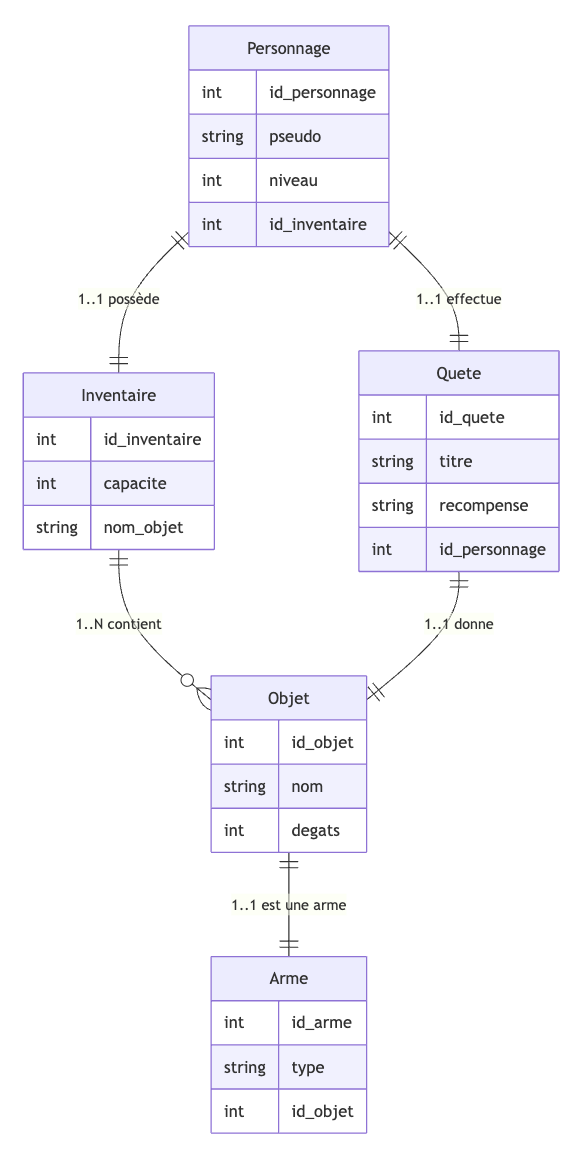 Personnage
int id_personnage
string pseudo
int niveau
int id_inventaire
1..1 possède
1..1 effectue
Inventaire
int id_inventaire
int capacite
string nom_objet
Quete
int id_quete
string titre
string recompense
int id_personnage
1..N contient
1..1 donne
Objet
int id_objet
string nom
int degats
1..1 est une arme
Arme
int id_arme
string type
int id_objet